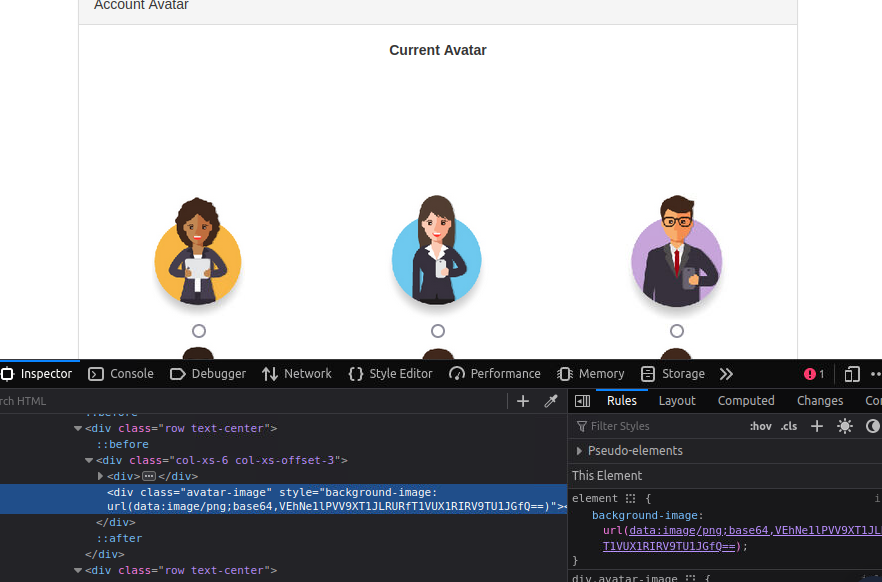 Account Avatar
Current Avatar
Inspector Console Debugger Network Style Editor Performance Memory Storage 1
rch HTML
Rules Layout Computed Changes Co
Filter Styles :hov .cls
::before
<div class="row text-center">
::before
<div class="col-xs-6 col-xs-offset-3">
<div> </div>
<div class="avatar-image" style="background-image:
url(data:image/png;base64,VEhNe1lPVV9XT1JLRURfT1VUX1RIRV9TU1JGfQ==)"><
</div>
::after
</div>
<div class="row text-center">
Pseudo-elements
This Element
element {
i
background-image:
url(data:image/png;base64,VEhNe1lPVV9XT1JL
T1VUX1RIRV9TU1JGfQ==);
}
div.avatar-image {